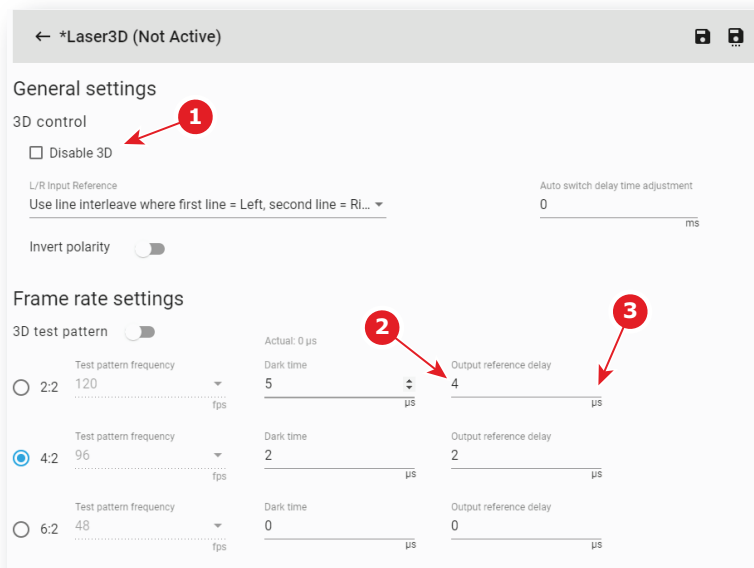 *Laser3D (Not Active)
General settings
1
3D control
Disable 3D
L/R Input Reference
Auto switch delay time adjustment
Use line interleave where first line = Left, second line = Ri...
0
ms
Invert polarity
Frame rate settings
2
3
3D test pattern
Actual: 0 µs
Test pattern frequency
Dark time
Output reference delay
2:2
120
5
4
fps
µs
µs
Test pattern frequency
Dark time
Output reference delay
4:2
96
2
2
fps
µs
µs
Test pattern frequency
Dark time
Output reference delay
6:2
48
0
0
fps
µs
µs